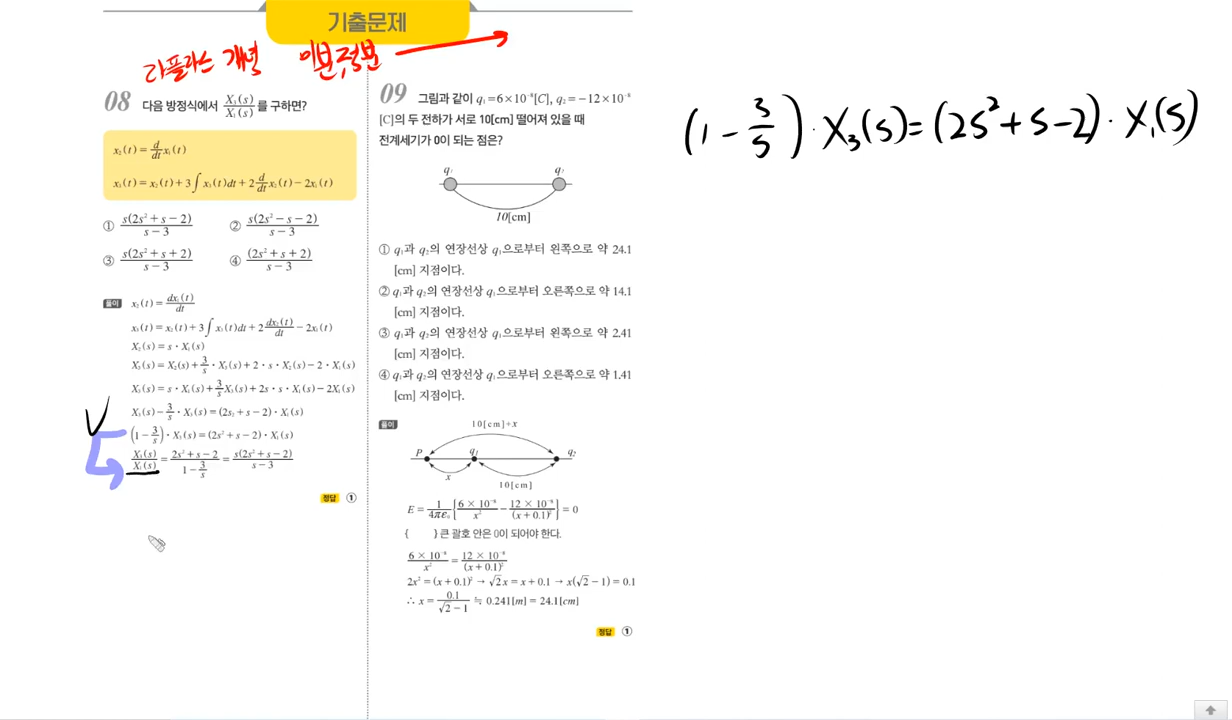 기출문제
라플라스 개념 미분, 적분
08 다음 방정식에서 X₃(s)/X₁(s)를 구하면?
x₂(t) = d/dt x₁(t)
x₃(t) = x₂(t) + 3∫x₃(t)dt + 2 d/dt x₂(t) − 2x₁(t)
① s(2s² + s − 2)/(s − 3) ② s(2s² − s − 2)/(s − 3)
③ s(2s² + s + 2)/(s − 3) ④ (2s² + s + 2)/(s − 3)
풀이 x₂(t) = dx₁(t)/dt
x₃(t) = x₂(t) + 3∫x₃(t)dt + 2 dx₂(t)/dt − 2x₁(t)
X₂(s) = s · X₁(s)
X₃(s) = X₂(s) + 3/s · X₃(s) + 2 · s · X₂(s) − 2 · X₁(s)
X₃(s) = s · X₁(s) + 3/s X₃(s) + 2s · s · X₁(s) − 2X₁(s)
X₃(s) − 3/s · X₃(s) = (2s₂ + s − 2) · X₁(s)
(1 − 3/s) · X₃(s) = (2s² + s − 2) · X₁(s)
X₃(s)/X₁(s) = (2s² + s − 2)/(1 − 3/s) = s(2s² + s − 2)/(s − 3)
정답 ①
09 그림과 같이 q₁ = 6×10⁻⁸[C], q₂ = −12×10⁻⁸
[C]의 두 전하가 서로 10[cm] 떨어져 있을 때
전계세기가 0이 되는 점은?
10[cm]
① q₁과 q₂의 연장선상 q₁으로부터 왼쪽으로 약 24.1
[cm] 지점이다.
② q₁과 q₂의 연장선상 q₁으로부터 오른쪽으로 약 14.1
[cm] 지점이다.
③ q₁과 q₂의 연장선상 q₁으로부터 왼쪽으로 약 2.41
[cm] 지점이다.
④ q₁과 q₂의 연장선상 q₁으로부터 오른쪽으로 약 1.41
[cm] 지점이다.
풀이 10[cm]+x
P q₁ q₂
x 10[cm]
E = 1/4πε₀ {6 × 10⁻⁸/x² − 12 × 10⁻⁸/(x + 0.1)²} = 0
{ } 큰 괄호 안은 0이 되어야 한다.
6 × 10⁻⁸/x² = 12 × 10⁻⁸/(x + 0.1)²
2x² = (x + 0.1)² → √2x = x + 0.1 → x(√2 − 1) = 0.1
∴ x = 0.1/(√2 − 1) ≒ 0.241[m] = 24.1[cm]
정답 ①
(1 − 3/s) · X₃(s) = (2s² + s − 2) · X₁(s)